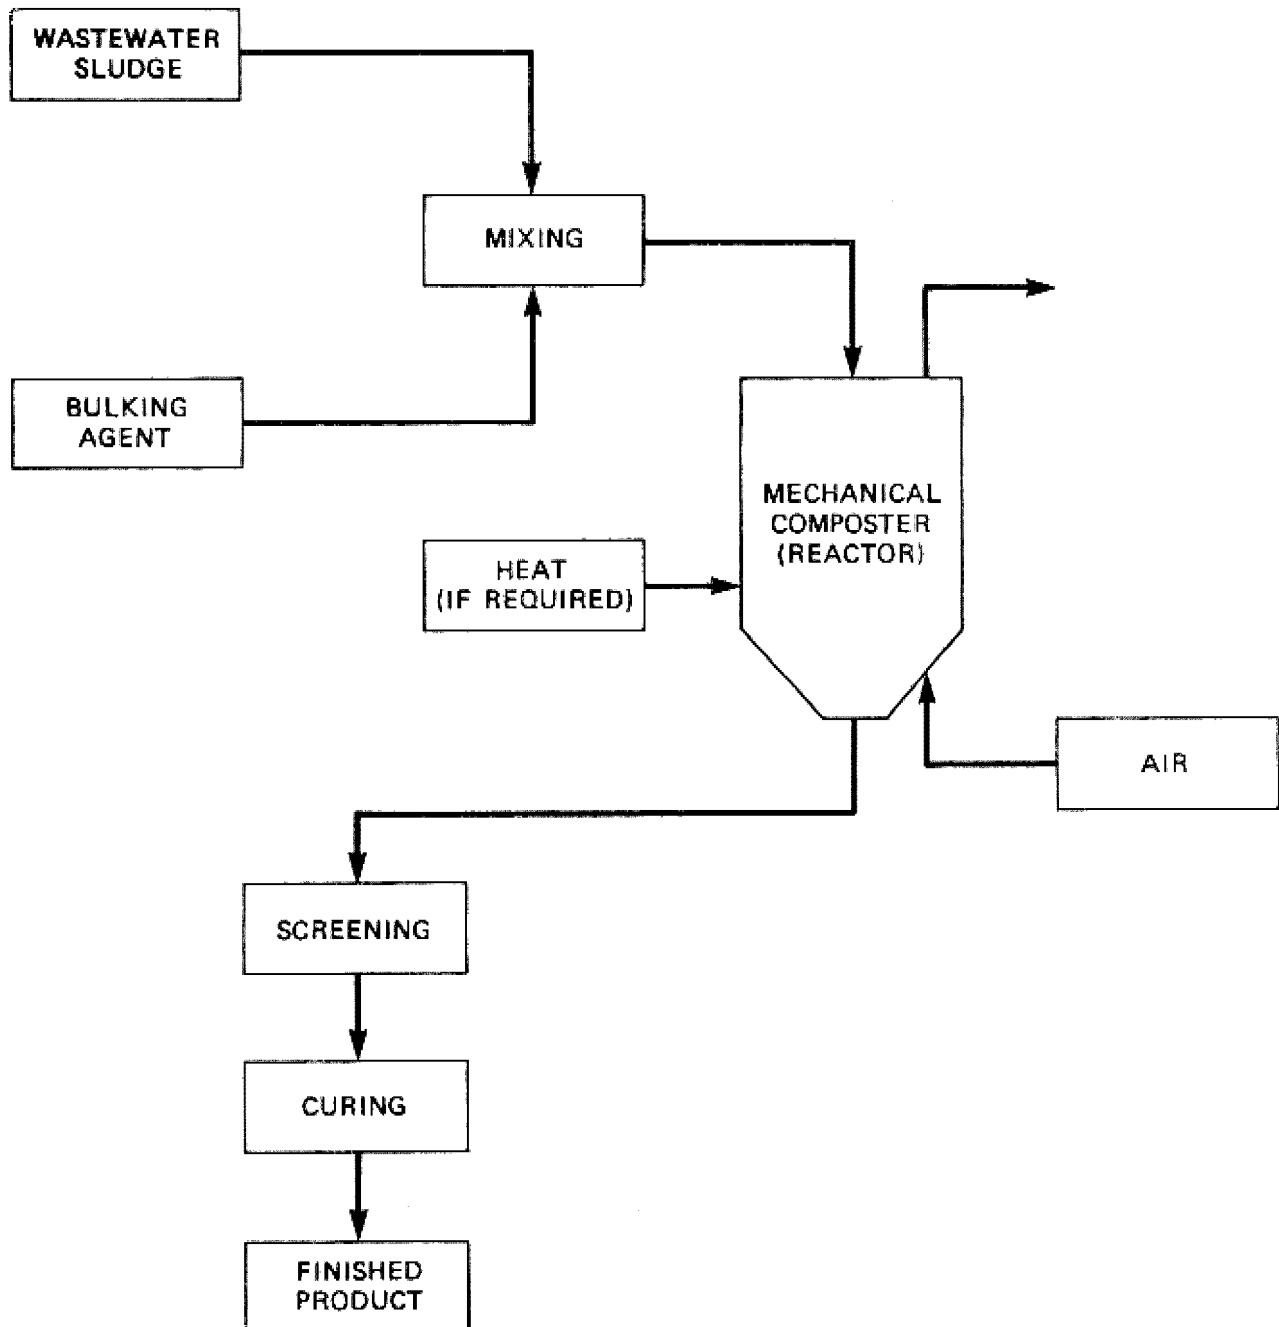 WASTEWATER
SLUDGE
MIXING
BULKING
AGENT
MECHANICAL
COMPOSTER
(REACTOR)
HEAT
(IF REQUIRED)
AIR
SCREENING
CURING
FINISHED
PRODUCT